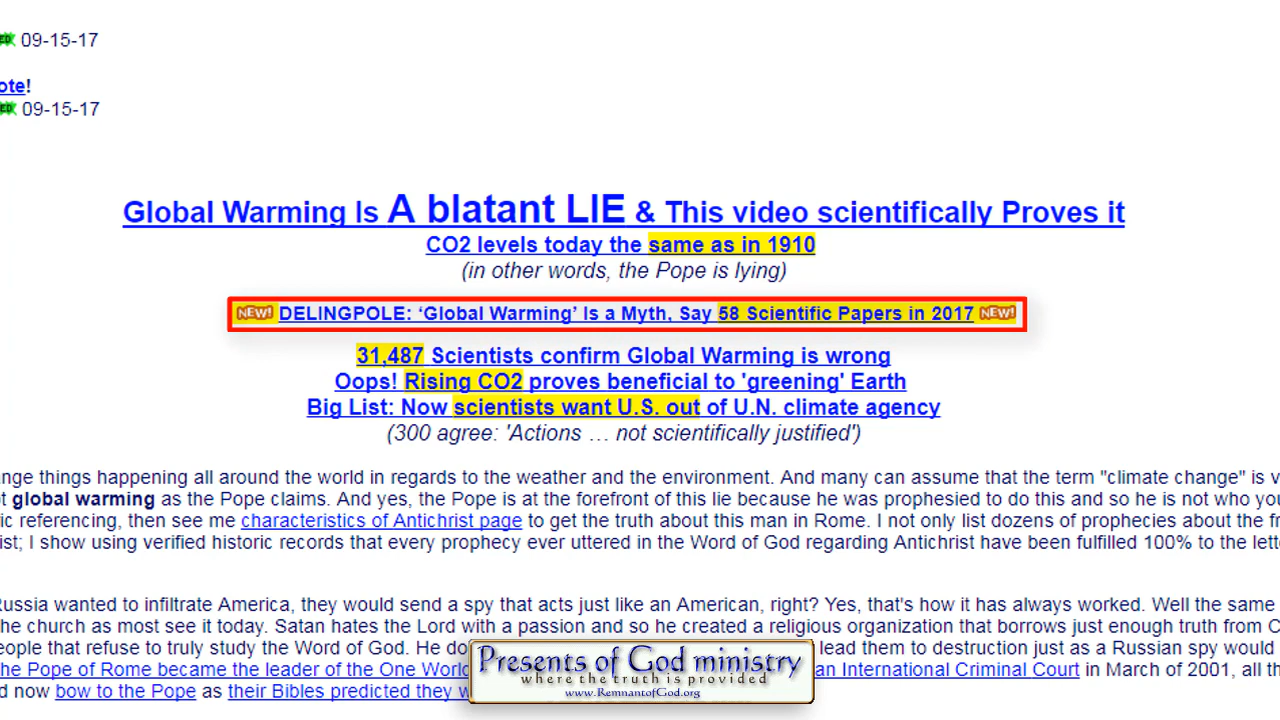 09-15-17
ote!
09-15-17
Global Warming Is A blatant LIE & This video scientifically Proves it
CO2 levels today the same as in 1910
(in other words, the Pope is lying)
NEW! DELINGPOLE: ‘Global Warming’ Is a Myth, Say 58 Scientific Papers in 2017 NEW!
31,487 Scientists confirm Global Warming is wrong
Oops! Rising CO2 proves beneficial to 'greening' Earth
Big List: Now scientists want U.S. out of U.N. climate agency
(300 agree: 'Actions … not scientifically justified')
nge things happening all around the world in regards to the weather and the environment. And many can assume that the term "climate change" is v
global warming as the Pope claims. And yes, the Pope is at the forefront of this lie because he was prophesied to do this and so he is not who you
ic referencing, then see me characteristics of Antichrist page to get the truth about this man in Rome. I not only list dozens of prophecies about the
ist; I show using verified historic records that every prophecy ever uttered in the Word of God regarding Antichrist have been fulfilled 100% to the
Russia wanted to infiltrate America, they would send a spy that acts just like an American, right? Yes, that's how it has always worked. Well the same
he church as most see it today. Satan hates the Lord with a passion and so he created a religious organization that borrows just enough truth from
eople that refuse to truly study the Word of God. He do lead them to destruction just as a Russian spy would
he Pope of Rome became the leader of the One World an International Criminal Court in March of 2001, all
d now bow to the Pope as their Bibles predicted they
Presents of God ministry
where the truth is provided
www.RemnantofGod.org